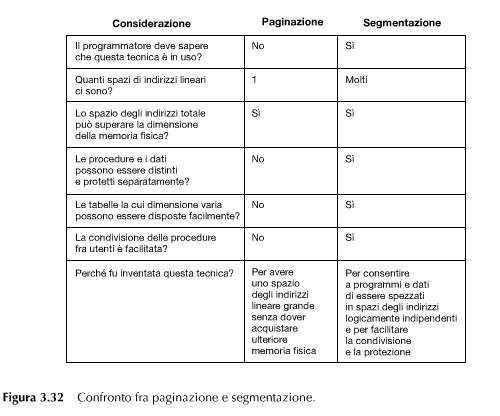 Considerazione Paginazione Segmentazione
Il programmatore deve sapere No Sì
che questa tecnica è in uso?
Quanti spazi di indirizzi lineari 1 Molti
ci sono?
Lo spazio degli indirizzi totale Sì Sì
può superare la dimensione
della memoria fisica?
Le procedure e i dati No Sì
possono essere distinti
e protetti separatamente?
Le tabelle la cui dimensione varia No Sì
possono essere disposte facilmente?
La condivisione delle procedure No Sì
fra utenti è facilitata?
Perché fu inventata questa tecnica? Per avere Per consentire
uno spazio a programmi e dati
degli indirizzi di essere spezzati
lineare grande in spazi degli indirizzi
senza dover logicamente indipendenti
acquistare e per facilitare
ulteriore la condivisione
memoria fisica e la protezione
Figura 3.32 Confronto fra paginazione e segmentazione.